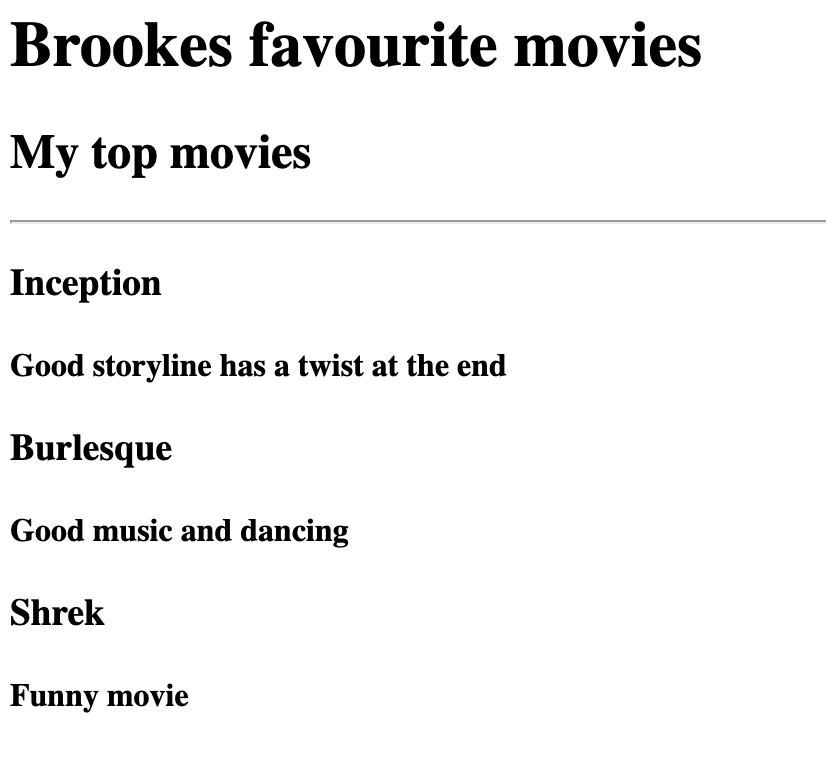 Brookes favourite movies
My top movies
Inception
Good storyline has a twist at the end
Burlesque
Good music and dancing
Shrek
Funny movie